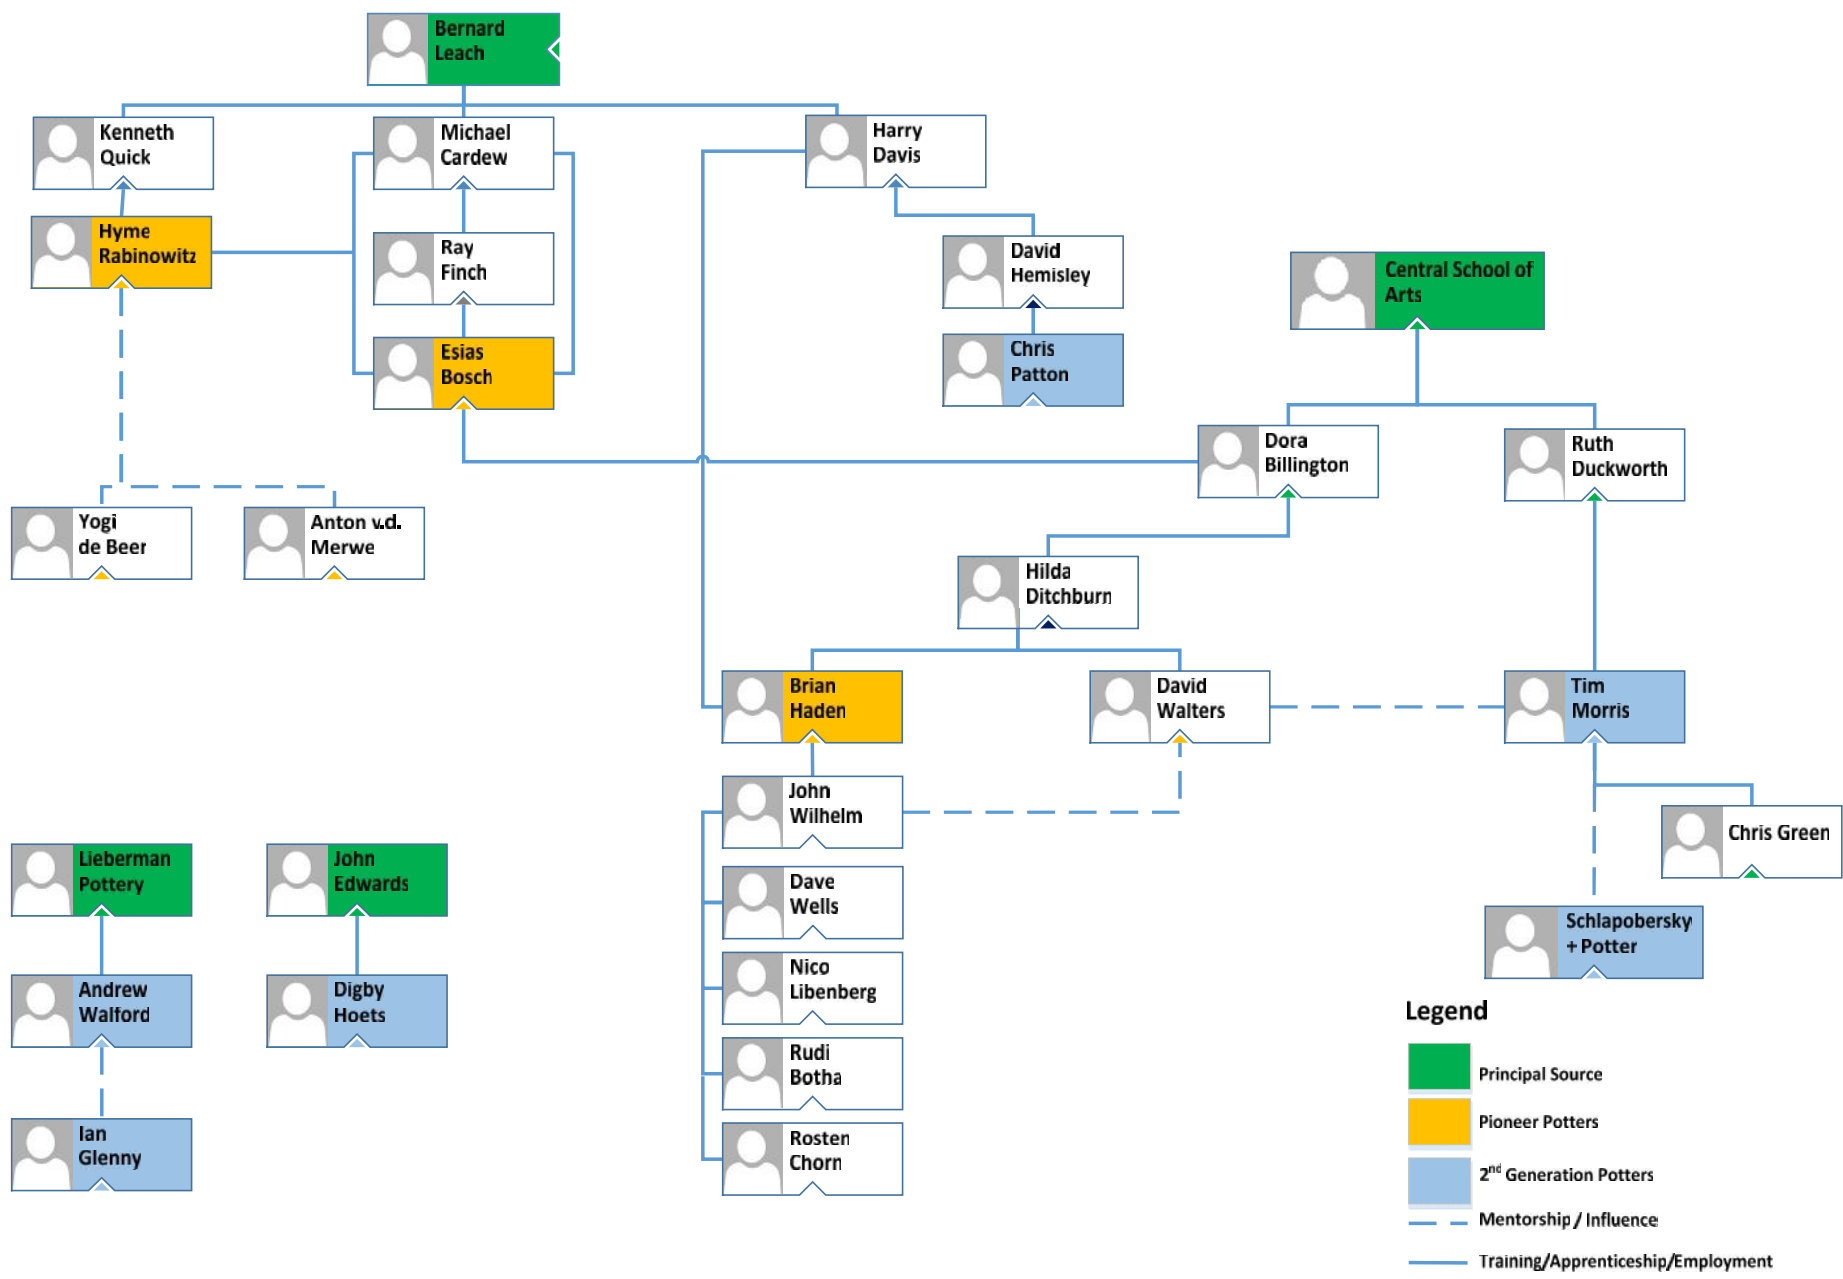 Bernard
Leach
Kenneth
Quick
Michael
Cardew
Harry
Davis
Hyme
Rabinowitz
Ray
Finch
David
Hemisley
Central School of
Arts
Esias
Bosch
Chris
Patton
Dora
Billington
Ruth
Duckworth
Yogi
de Beer
Anton v.d.
Merwe
Hilda
Ditchburn
Brian
Haden
David
Walters
Tim
Morris
John
Wilhelm
Chris Green
Lieberman
Pottery
John
Edwards
Dave
Wells
Schlapobersky
+ Potter
Andrew
Walford
Digby
Hoets
Nico
Libenberg
Rudi
Botha
Ian
Glenny
Rosten
Chorn
Legend
Principal Source
Pioneer Potters
2nd Generation Potters
Mentorship / Influence
Training/Apprenticeship/Employment